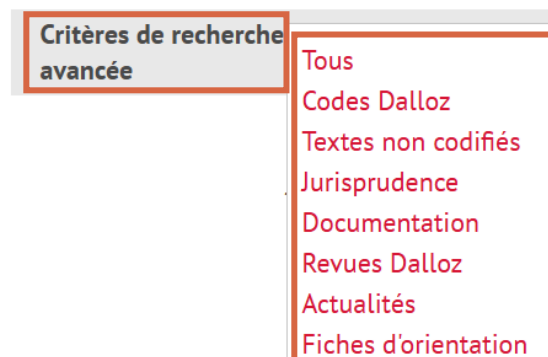 Critères de recherche
avancée
Tous
Codes Dalloz
Textes non codifiés
Jurisprudence
Documentation
Revues Dalloz
Actualités
Fiches d'orientation